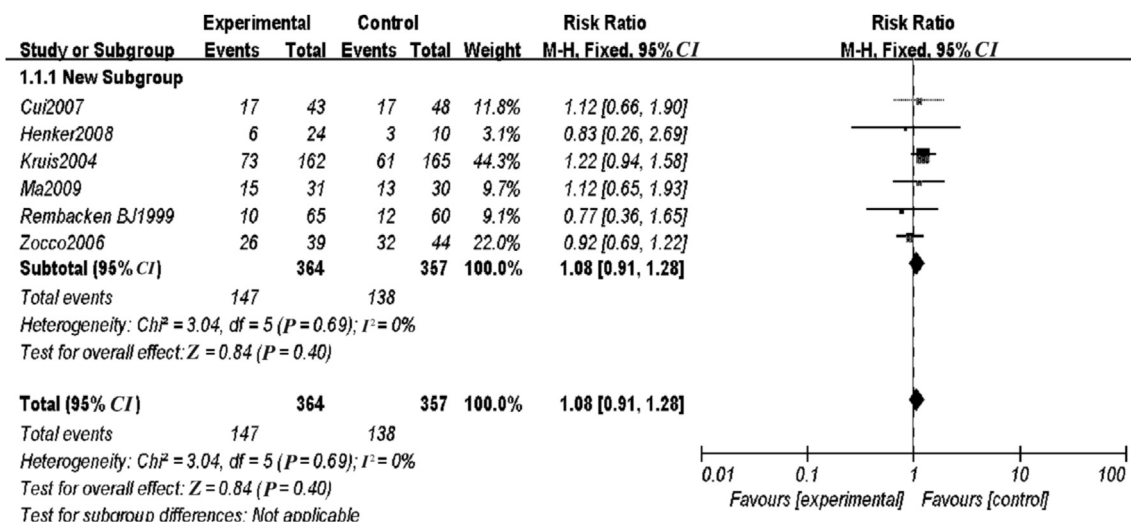 Experimental Control Risk Ratio Risk Ratio
Study or Subgroup Events Total Events Total Weight M-H, Fixed, 95% CI M-H, Fixed, 95% CI
1.1.1 New Subgroup
Cui2007 17 43 17 48 11.8% 1.12 [0.66, 1.90]
Henker2008 6 24 3 10 3.1% 0.83 [0.26, 2.69]
Kruis2004 73 162 61 165 44.3% 1.22 [0.94, 1.58]
Ma2009 15 31 13 30 9.7% 1.12 [0.65, 1.93]
Rembacken BJ1999 10 65 12 60 9.1% 0.77 [0.36, 1.65]
Zocco2006 26 39 32 44 22.0% 0.92 [0.69, 1.22]
Subtotal (95% CI) 364 357 100.0% 1.08 [0.91, 1.28]
Total events 147 138
Heterogeneity: Chi² = 3.04, df = 5 (P = 0.69); I² = 0%
Test for overall effect: Z = 0.84 (P = 0.40)
Total (95% CI) 364 357 100.0% 1.08 [0.91, 1.28]
Total events 147 138
Heterogeneity: Chi² = 3.04, df = 5 (P = 0.69); I² = 0%
Test for overall effect: Z = 0.84 (P = 0.40)
Test for subgroup differences: Not applicable
0.01 0.1 1 10 100
Favours [experimental] Favours [control]